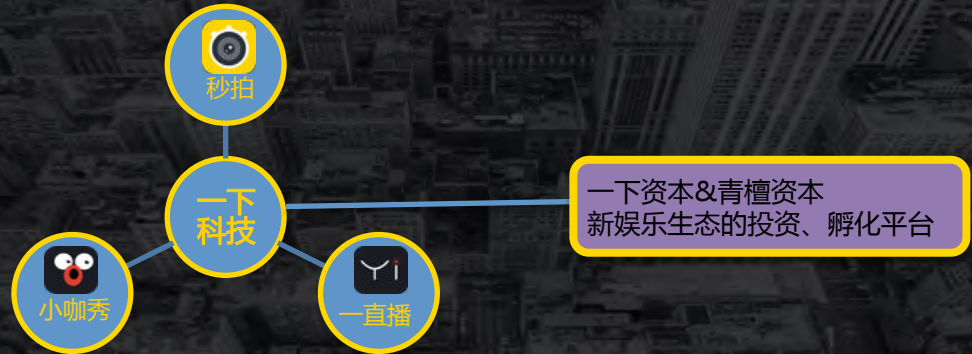 秒拍
一下
科技
一下资本&青檀资本
新娱乐生态的投资、孵化平台
小咖秀
Yi
一直播